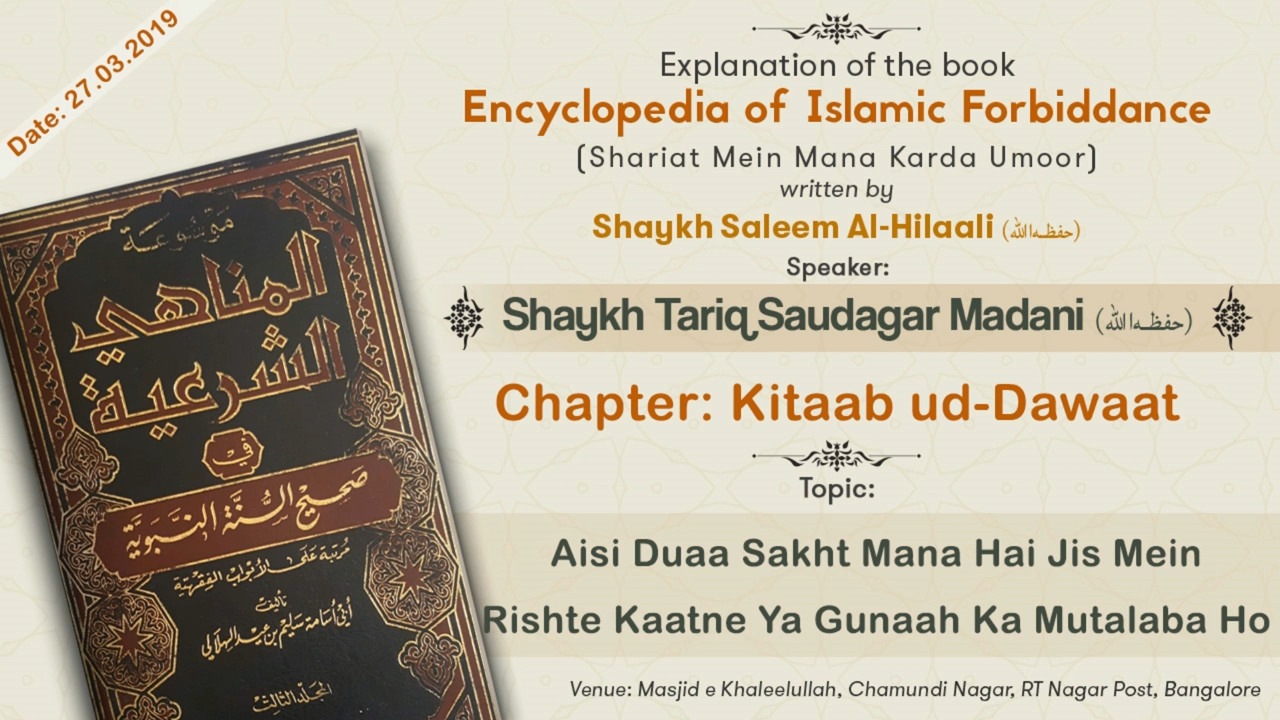 Date: 27.03.2019
Explanation of the book
Encyclopedia of Islamic Forbiddance
(Shariat Mein Mana Karda Umoor)
written by
Shaykh Saleem Al-Hilaali (حفظه الله)
Speaker:
Shaykh Tariq Saudagar Madani (حفظه الله)
Chapter: Kitaab ud-Dawaat
Topic:
Aisi Duaa Sakht Mana Hai Jis Mein
Rishte Kaatne Ya Gunaah Ka Mutalaba Ho
Venue: Masjid e Khaleelullah, Chamundi Nagar, RT Nagar Post, Bangalore
موسوعة
المناهي
الشرعية
في
صحيح السنة النبوية
مرتبة على الأبواب الفقهية
تأليف
أبي أسامة سليم بن عيد الهلالي
المجلد الثالث